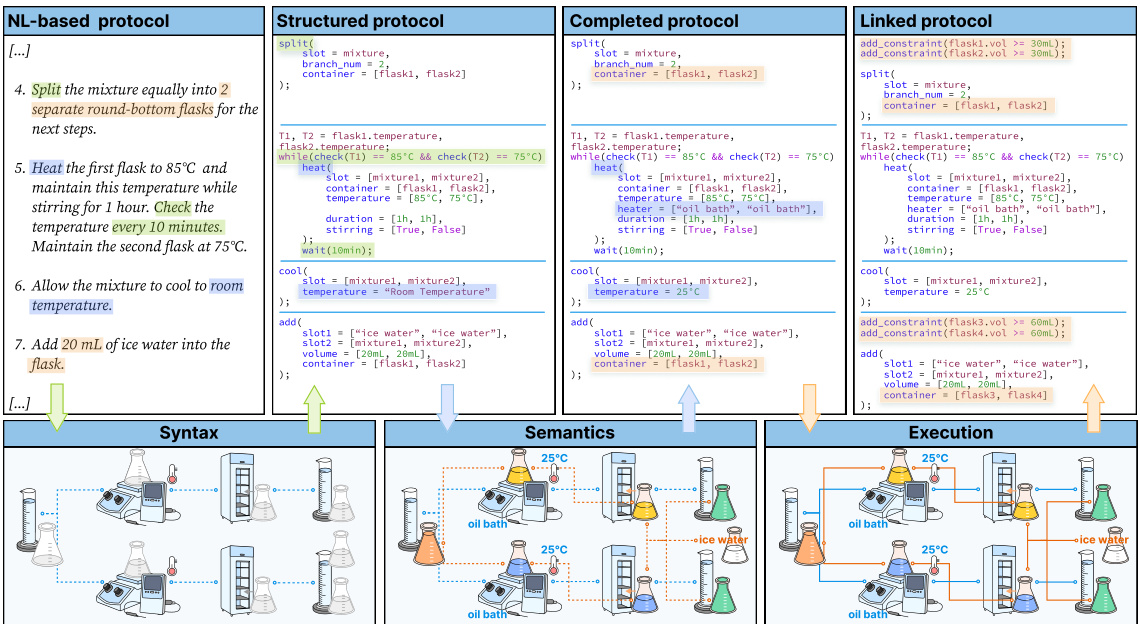 NL-based protocol
[...]
4. Split the mixture equally into 2
separate round-bottom flasks for the
next steps.
5. Heat the first flask to 85°C and
maintain this temperature while
stirring for 1 hour. Check the
temperature every 10 minutes.
Maintain the second flask at 75°C.
6. Allow the mixture to cool to room
temperature.
7. Add 20 mL of ice water into the
flask.
[...]
Structured protocol
split(
slot = mixture,
branch_num = 2,
container = [flask1, flask2]
);
T1, T2 = flask1.temperature,
flask2.temperature;
while(check(T1) == 85°C && check(T2) == 75°C)
heat(
slot = [mixture1, mixture2],
container = [flask1, flask2],
temperature = [85°C, 75°C],
duration = [1h, 1h],
stirring = [True, False]
);
wait(10min);
cool(
slot = [mixture1, mixture2],
temperature = “Room Temperature”
);
add(
slot1 = [“ice water”, “ice water”],
slot2 = [mixture1, mixture2],
volume = [20mL, 20mL],
container = [flask1, flask2]
);
Completed protocol
split(
slot = mixture,
branch_num = 2,
container = [flask1, flask2]
);
T1, T2 = flask1.temperature,
flask2.temperature;
while(check(T1) == 85°C && check(T2) == 75°C)
heat(
slot = [mixture1, mixture2],
container = [flask1, flask2],
temperature = [85°C, 75°C],
heater = [“oil bath”, “oil bath”],
duration = [1h, 1h],
stirring = [True, False]
);
wait(10min);
cool(
slot = [mixture1, mixture2],
temperature = 25°C
);
add(
slot1 = [“ice water”, “ice water”],
slot2 = [mixture1, mixture2],
volume = [20mL, 20mL],
container = [flask1, flask2]
);
Linked protocol
add_constraint(flask1.vol >= 30mL);
add_constraint(flask2.vol >= 30mL);
split(
slot = mixture,
branch_num = 2,
container = [flask1, flask2]
);
T1, T2 = flask1.temperature,
flask2.temperature;
while(check(T1) == 85°C && check(T2) == 75°C)
heat(
slot = [mixture1, mixture2],
container = [flask1, flask2],
temperature = [85°C, 75°C],
heater = [“oil bath”, “oil bath”],
duration = [1h, 1h],
stirring = [True, False]
);
wait(10min);
cool(
slot = [mixture1, mixture2],
temperature = 25°C
);
add_constraint(flask3.vol >= 60mL);
add_constraint(flask4.vol >= 60mL);
add(
slot1 = [“ice water”, “ice water”],
slot2 = [mixture1, mixture2],
volume = [20mL, 20mL],
container = [flask3, flask4]
);
Syntax
Semantics
25°C
oil bath
ice water
25°C
oil bath
Execution
25°C
oil bath
ice water
25°C
oil bath